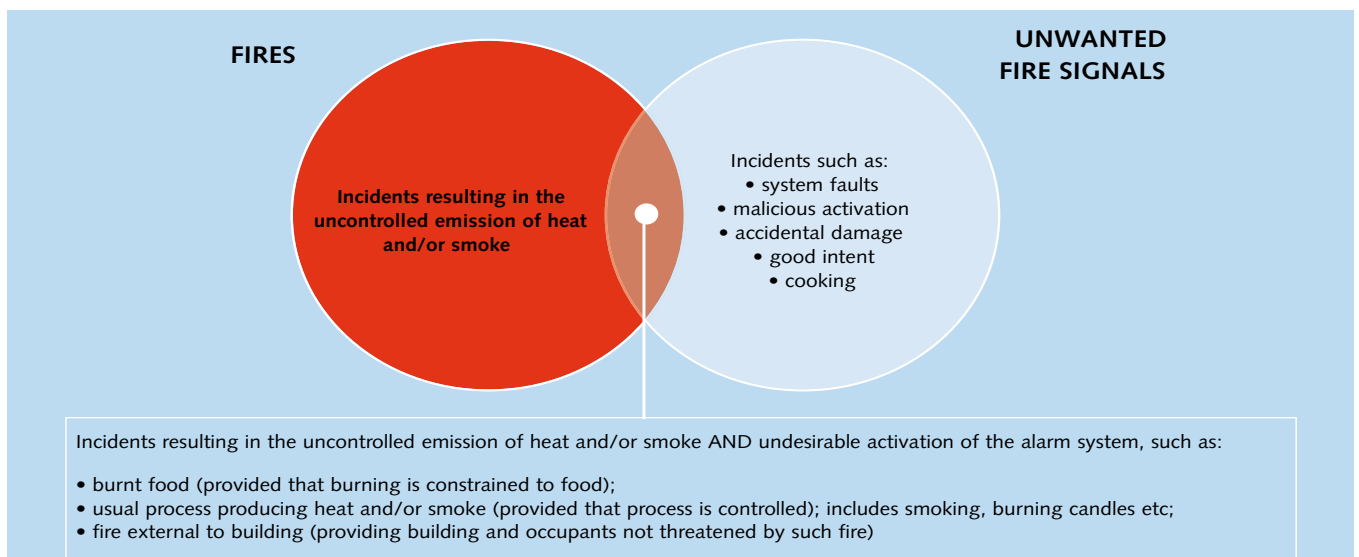 FIRES
UNWANTED
FIRE SIGNALS
Incidents resulting in the
uncontrolled emission of heat
and/or smoke
Incidents such as:
• system faults
• malicious activation
• accidental damage
• good intent
• cooking
Incidents resulting in the uncontrolled emission of heat and/or smoke AND undesirable activation of the alarm system, such as:
• burnt food (provided that burning is constrained to food);
• usual process producing heat and/or smoke (provided that process is controlled); includes smoking, burning candles etc;
• fire external to building (providing building and occupants not threatened by such fire)